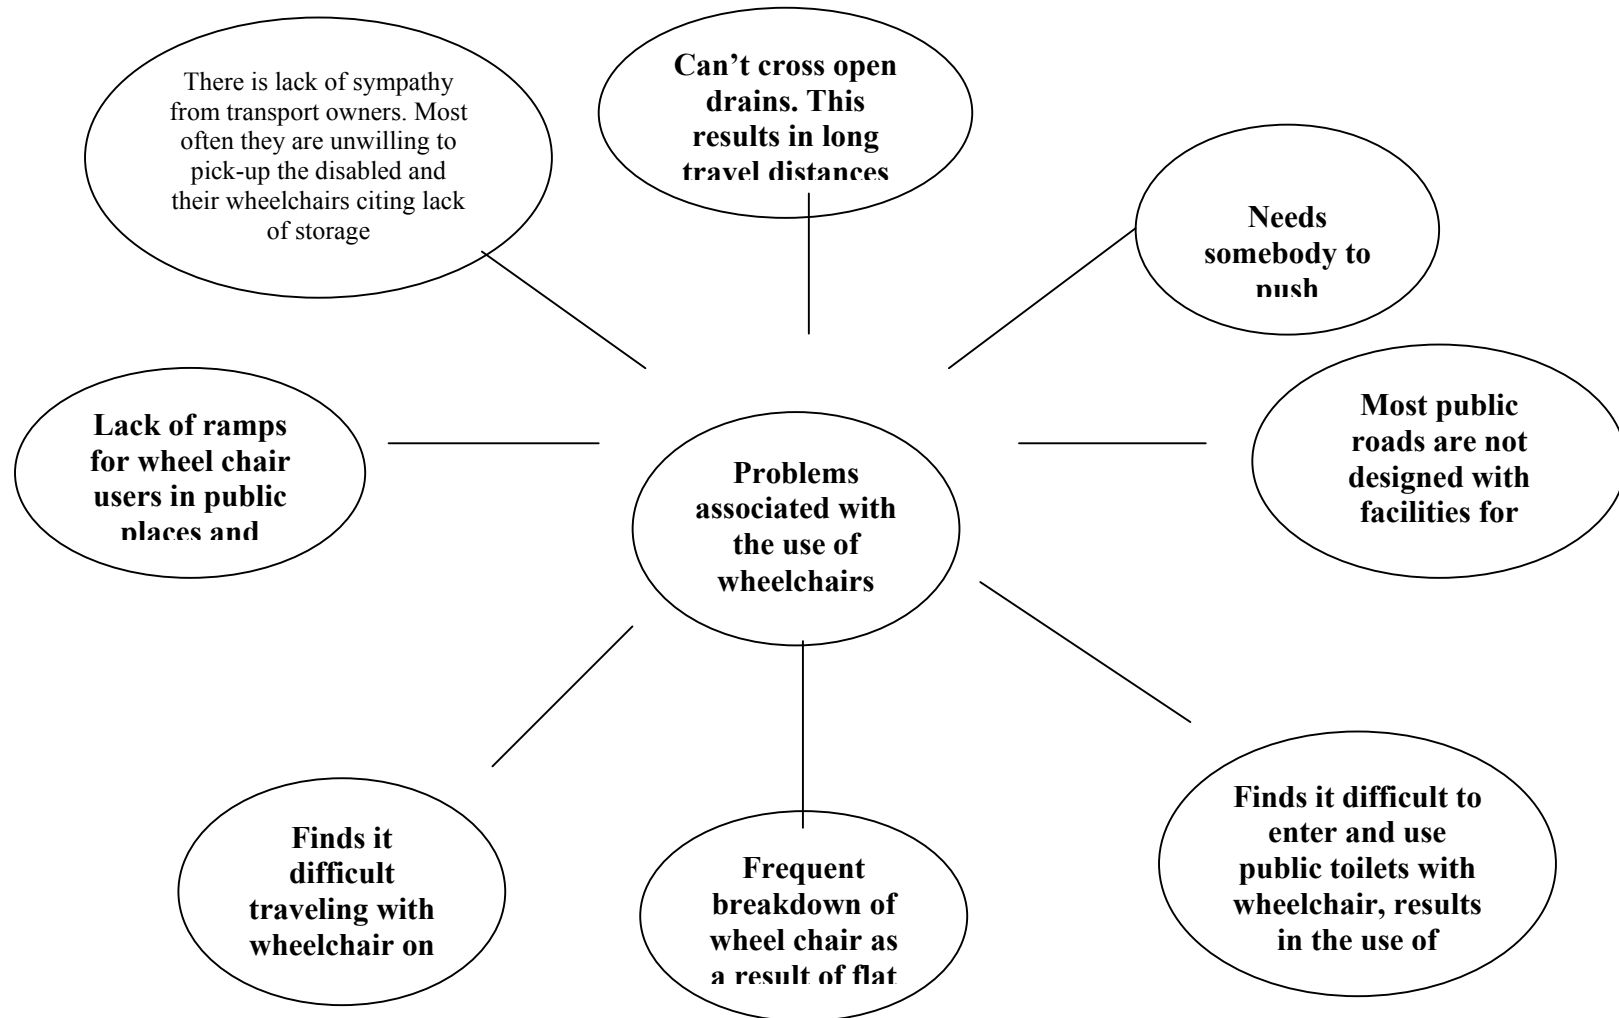 There is lack of sympathy
from transport owners. Most
often they are unwilling to
pick-up the disabled and
their wheelchairs citing lack
of storage
Can’t cross open
drains. This
results in long
travel distances
Needs
somebody to
push
Lack of ramps
for wheel chair
users in public
places and
Problems
associated with
the use of
wheelchairs
Most public
roads are not
designed with
facilities for
Finds it
difficult
traveling with
wheelchair on
Frequent
breakdown of
wheel chair as
a result of flat
Finds it difficult to
enter and use
public toilets with
wheelchair, results
in the use of